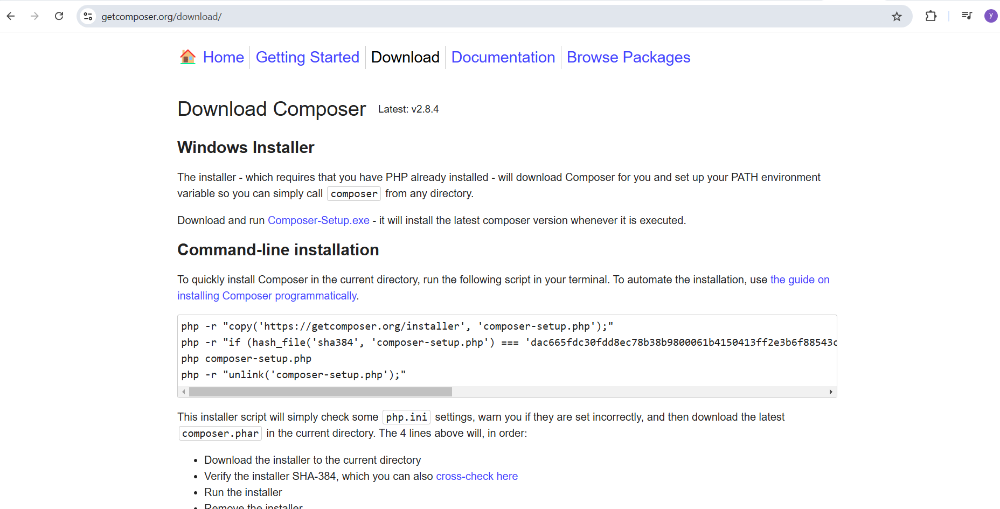 getcomposer.org/download/
y
Home Getting Started Download Documentation Browse Packages
Download Composer Latest: v2.8.4
Windows Installer
The installer - which requires that you have PHP already installed - will download Composer for you and set up your PATH environment
variable so you can simply call composer from any directory.
Download and run Composer-Setup.exe - it will install the latest composer version whenever it is executed.
Command-line installation
To quickly install Composer in the current directory, run the following script in your terminal. To automate the installation, use the guide on
installing Composer programmatically.
php -r "copy('https://getcomposer.org/installer', 'composer-setup.php');"
php -r "if (hash_file('sha384', 'composer-setup.php') === 'dac665fdc30fdd8ec78b38b9800061b4150413ff2e3b6f88543c
php composer-setup.php
php -r "unlink('composer-setup.php');"
This installer script will simply check some php.ini settings, warn you if they are set incorrectly, and then download the latest
composer.phar in the current directory. The 4 lines above will, in order:
• Download the installer to the current directory
• Verify the installer SHA-384, which you can also cross-check here
• Run the installer
• Remove the installer